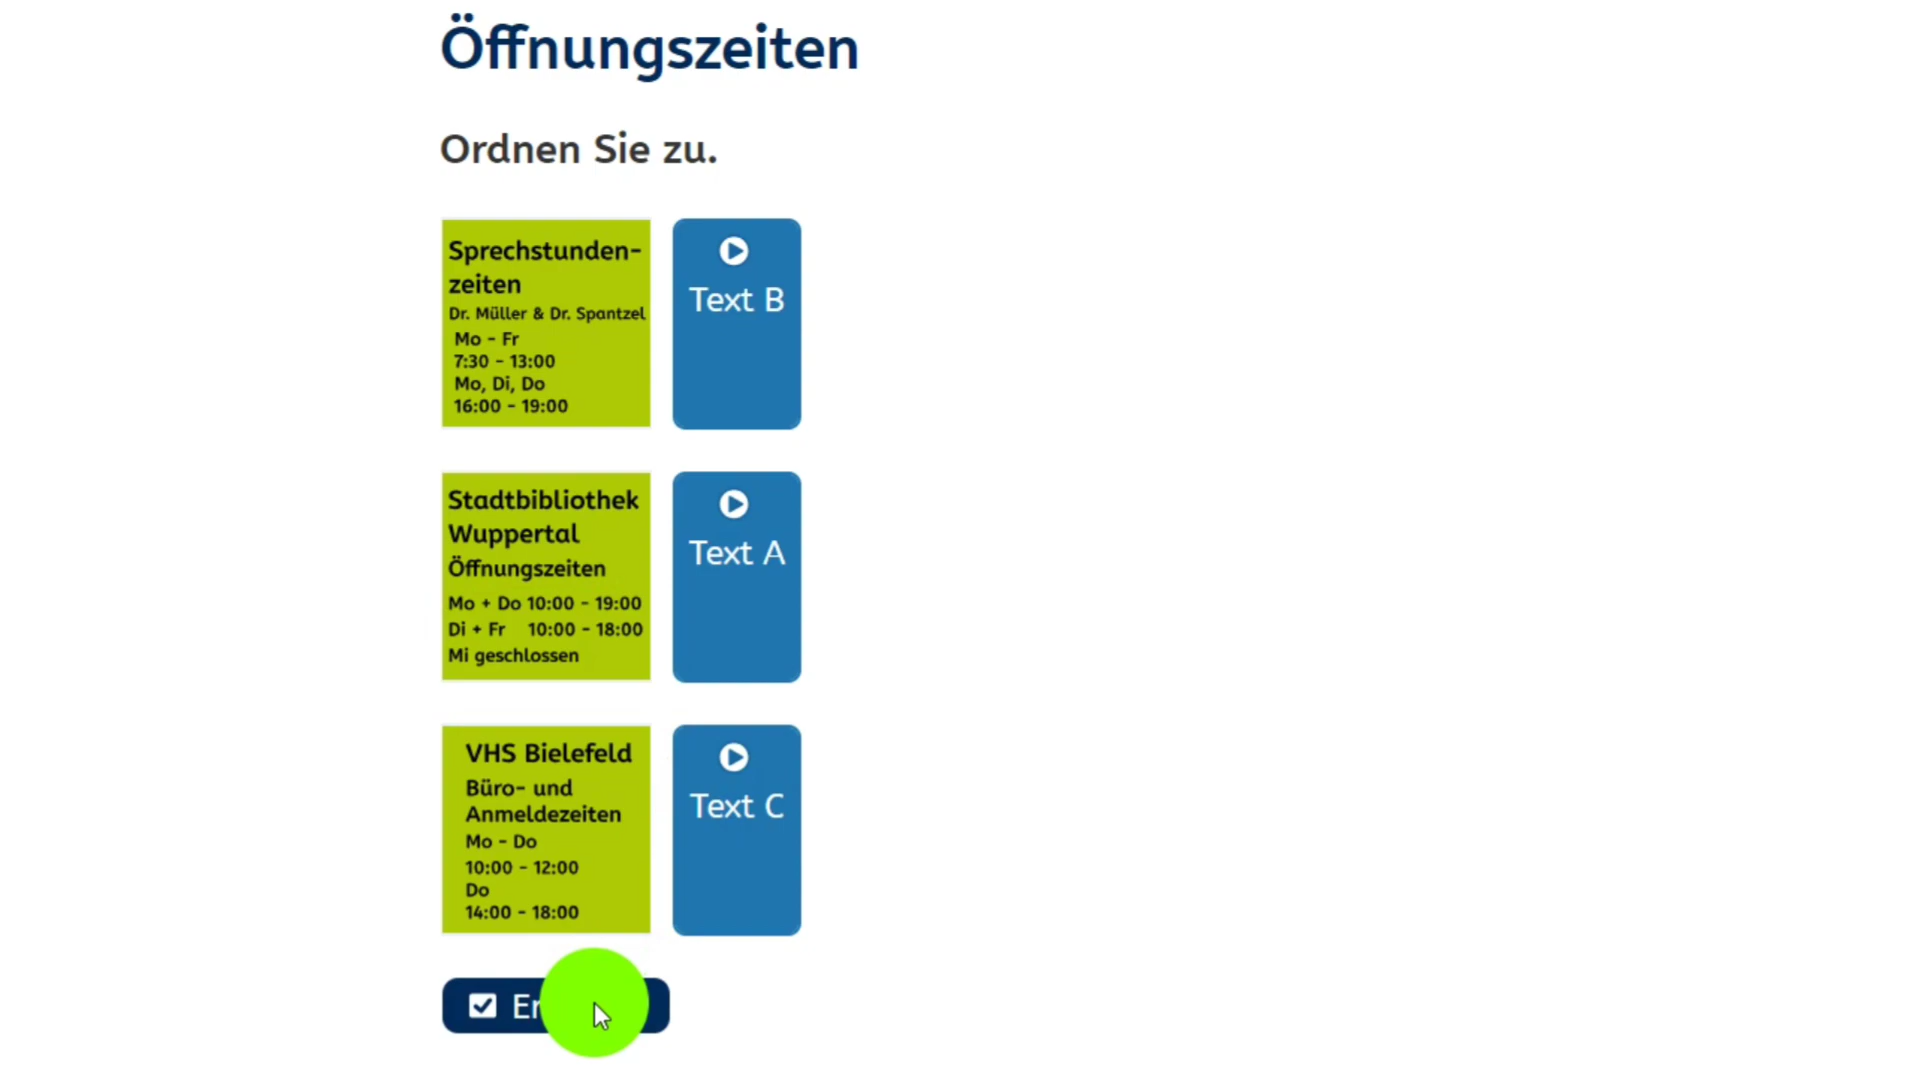 Öffnungszeiten
Ordnen Sie zu.
Sprechstunden-
zeiten
Dr. Müller & Dr. Spantzel
Mo - Fr
7:30 - 13:00
Mo, Di, Do
16:00 - 19:00
Text B
Stadtbibliothek
Wuppertal
Öffnungszeiten
Mo + Do 10:00 - 19:00
Di + Fr 10:00 - 18:00
Mi geschlossen
Text A
VHS Bielefeld
Büro- und
Anmeldezeiten
Mo - Do
10:00 - 12:00
Do
14:00 - 18:00
Text C